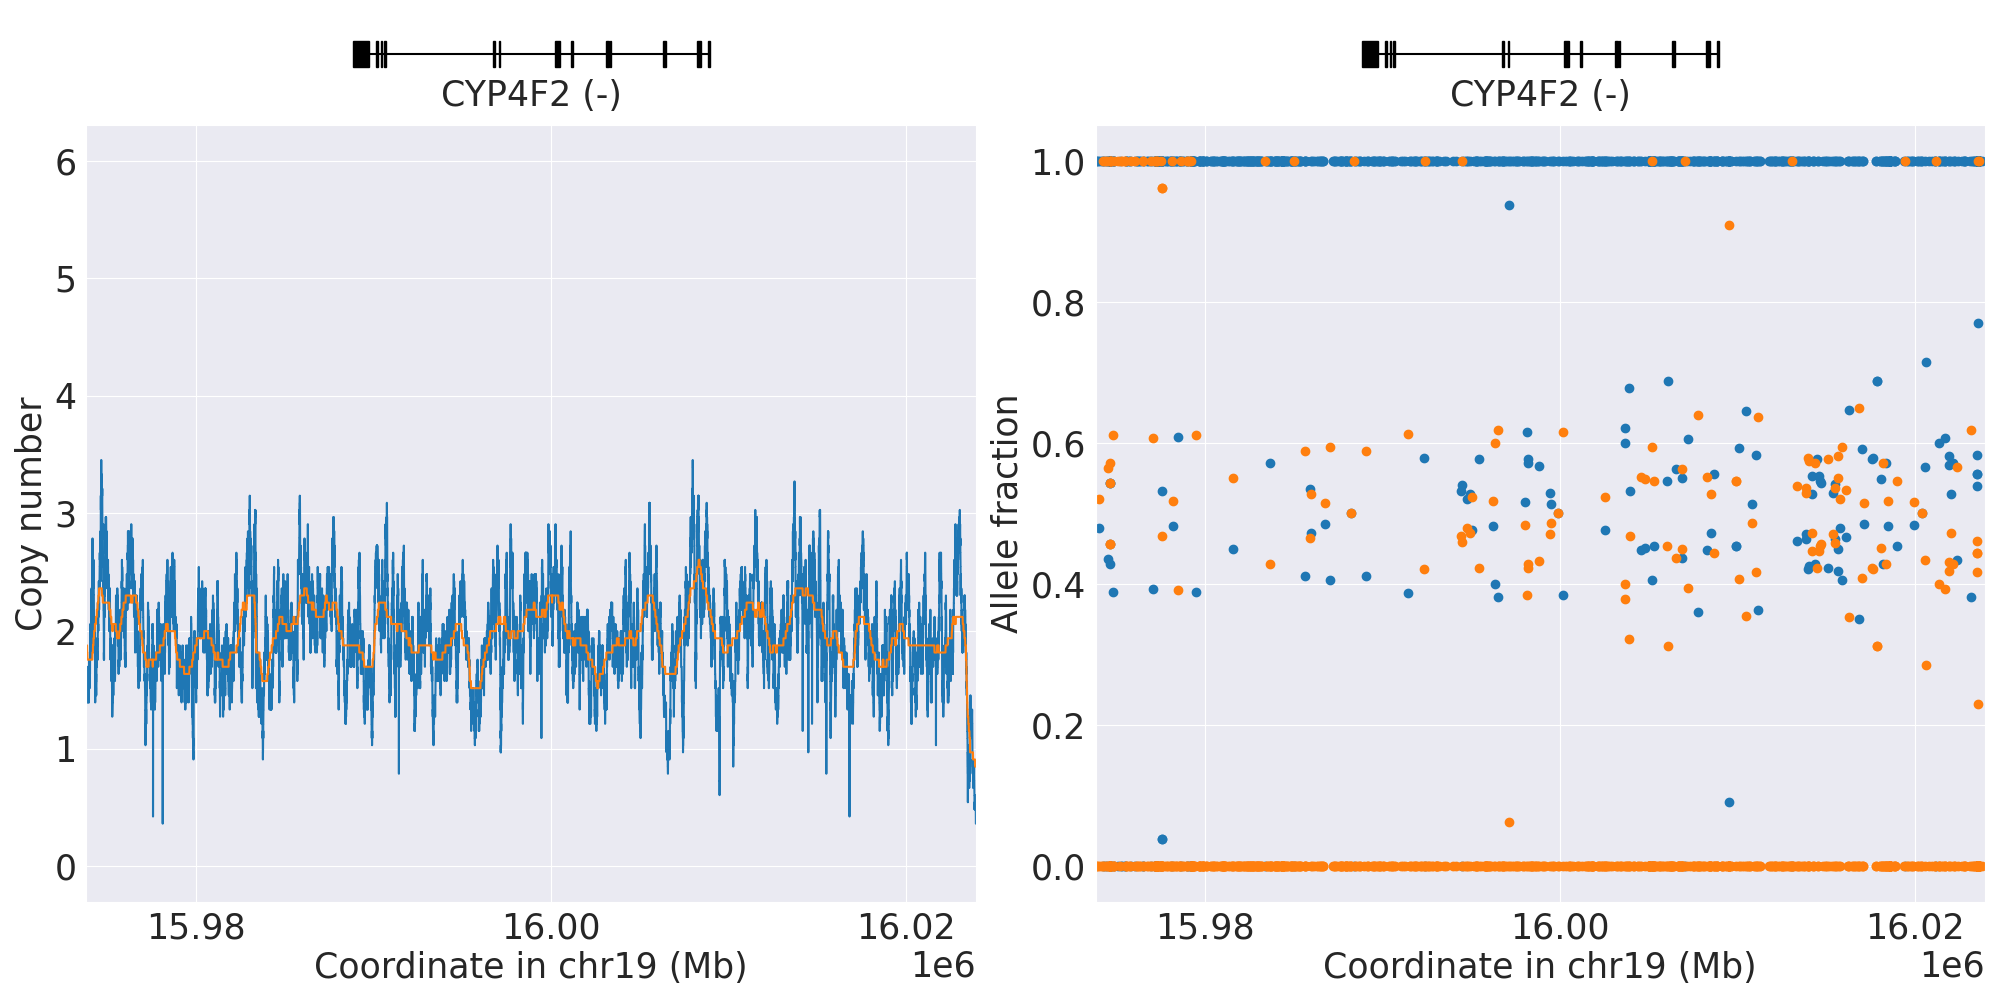 CYP4F2 (-)
6
5
4
3
2
1
0
Copy number
15.98
16.00
16.02
1e6
Coordinate in chr19 (Mb)
CYP4F2 (-)
1.0
0.8
0.6
0.4
0.2
0.0
Allele fraction
15.98
16.00
16.02
1e6
Coordinate in chr19 (Mb)